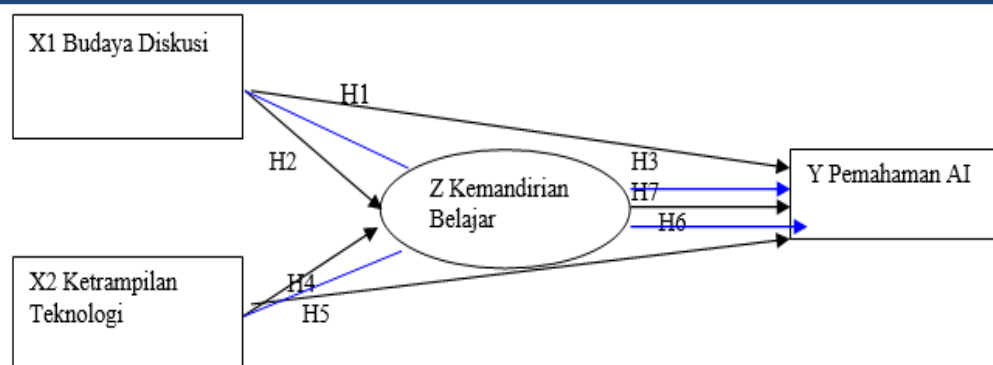 X1 Budaya Diskusi
H1
H2
H3
Z Kemandirian
Belajar
H7
H6
Y Pemahaman AI
X2 Ketrampilan
Teknologi
H4
H5